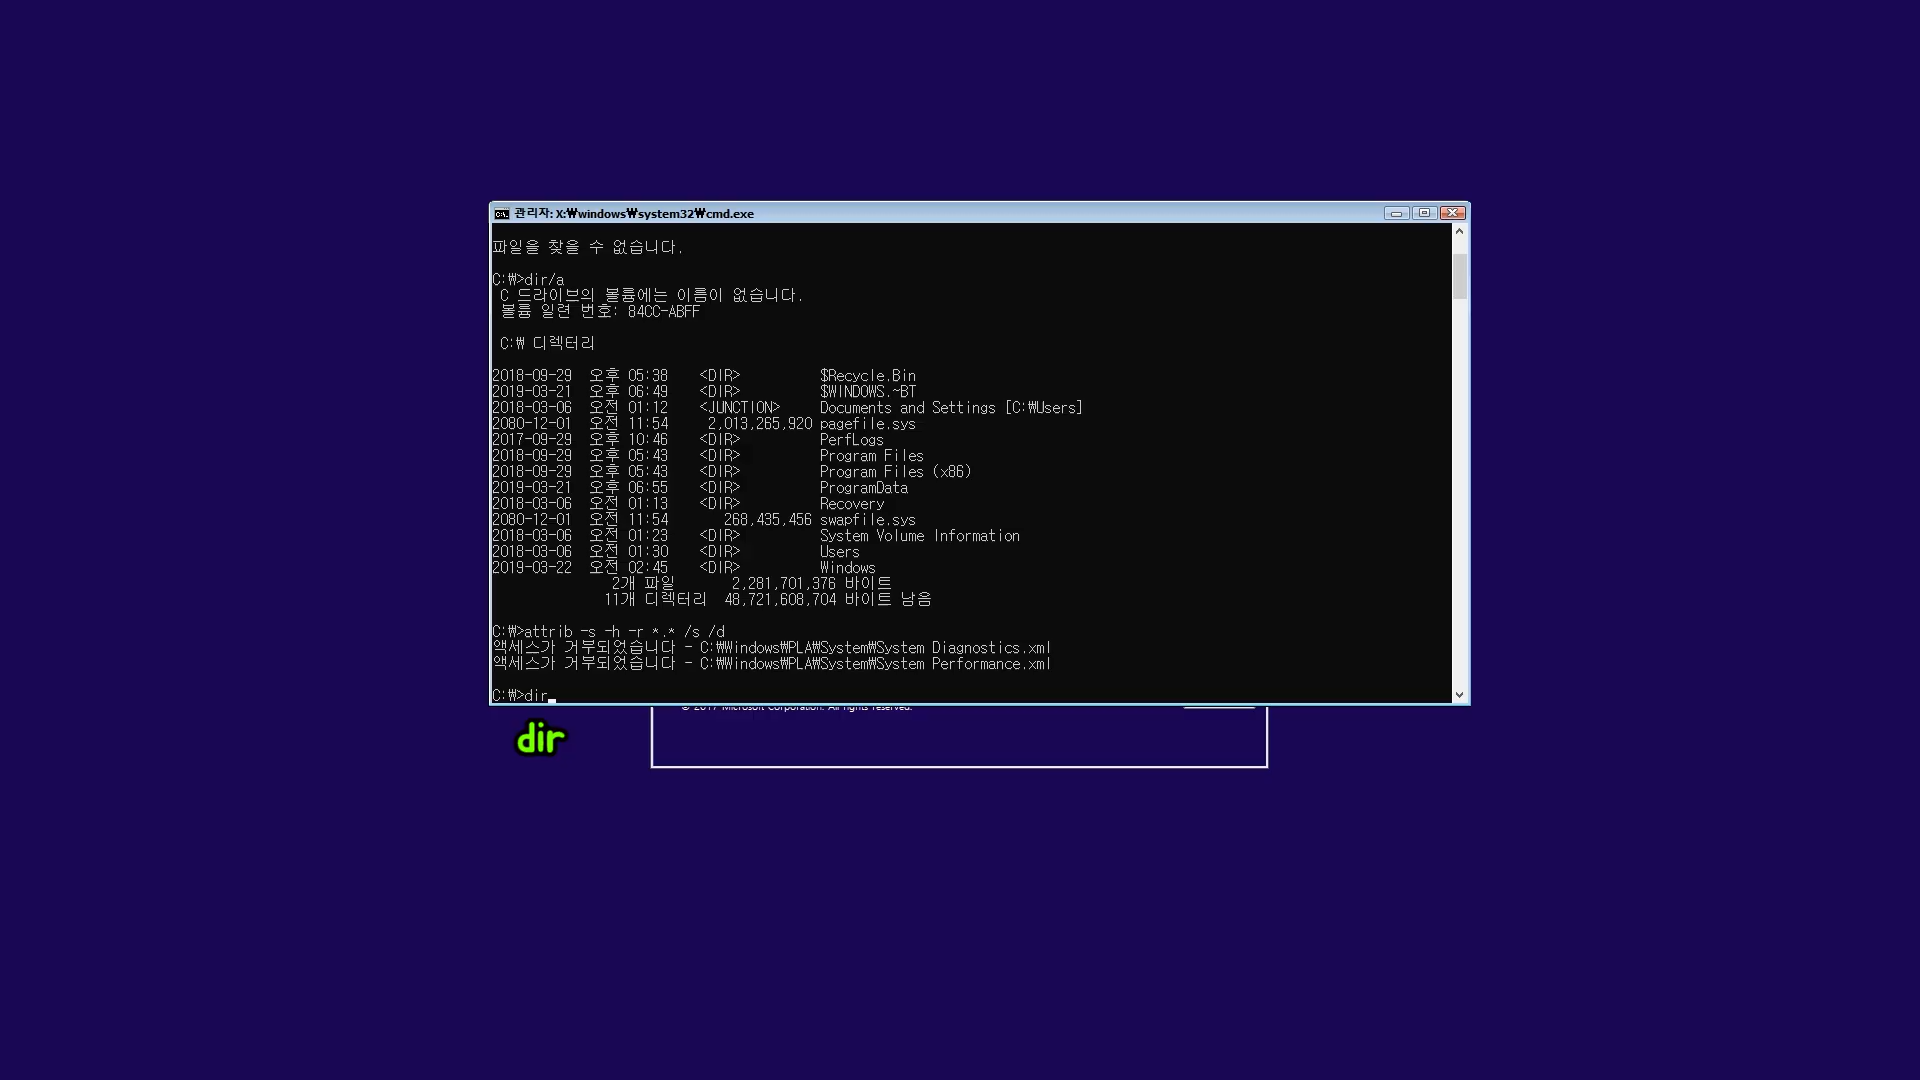 관리자: X:₩windows₩system32₩cmd.exe
파일을 찾을 수 없습니다.
C:₩>dir/a
C 드라이브의 볼륨에는 이름이 없습니다.
볼륨 일련 번호: 84CC-ABFF
C:₩ 디렉터리
2018-09-29 오후 05:38 <DIR> $Recycle.Bin
2019-03-21 오후 06:49 <DIR> $WINDOWS.~BT
2018-03-06 오전 01:12 <JUNCTION> Documents and Settings [C:₩Users]
2080-12-01 오전 11:54 2,013,265,920 pagefile.sys
2017-09-29 오후 10:46 <DIR> PerfLogs
2018-09-29 오후 05:43 <DIR> Program Files
2018-09-29 오후 05:43 <DIR> Program Files (x86)
2019-03-21 오후 06:55 <DIR> ProgramData
2018-03-06 오전 01:13 <DIR> Recovery
2080-12-01 오전 11:54 268,435,456 swapfile.sys
2018-03-06 오전 01:23 <DIR> System Volume Information
2018-03-06 오전 01:30 <DIR> Users
2019-03-22 오전 02:45 <DIR> Windows
2개 파일 2,281,701,376 바이트
11개 디렉터리 48,721,608,704 바이트 남음
C:₩>attrib -s -h -r *.* /s /d
액세스가 거부되었습니다 - C:₩Windows₩PLA₩System₩System Diagnostics.xml
액세스가 거부되었습니다 - C:₩Windows₩PLA₩System₩System Performance.xml
C:₩>dir
© 2017 Microsoft Corporation. All rights reserved.
dir